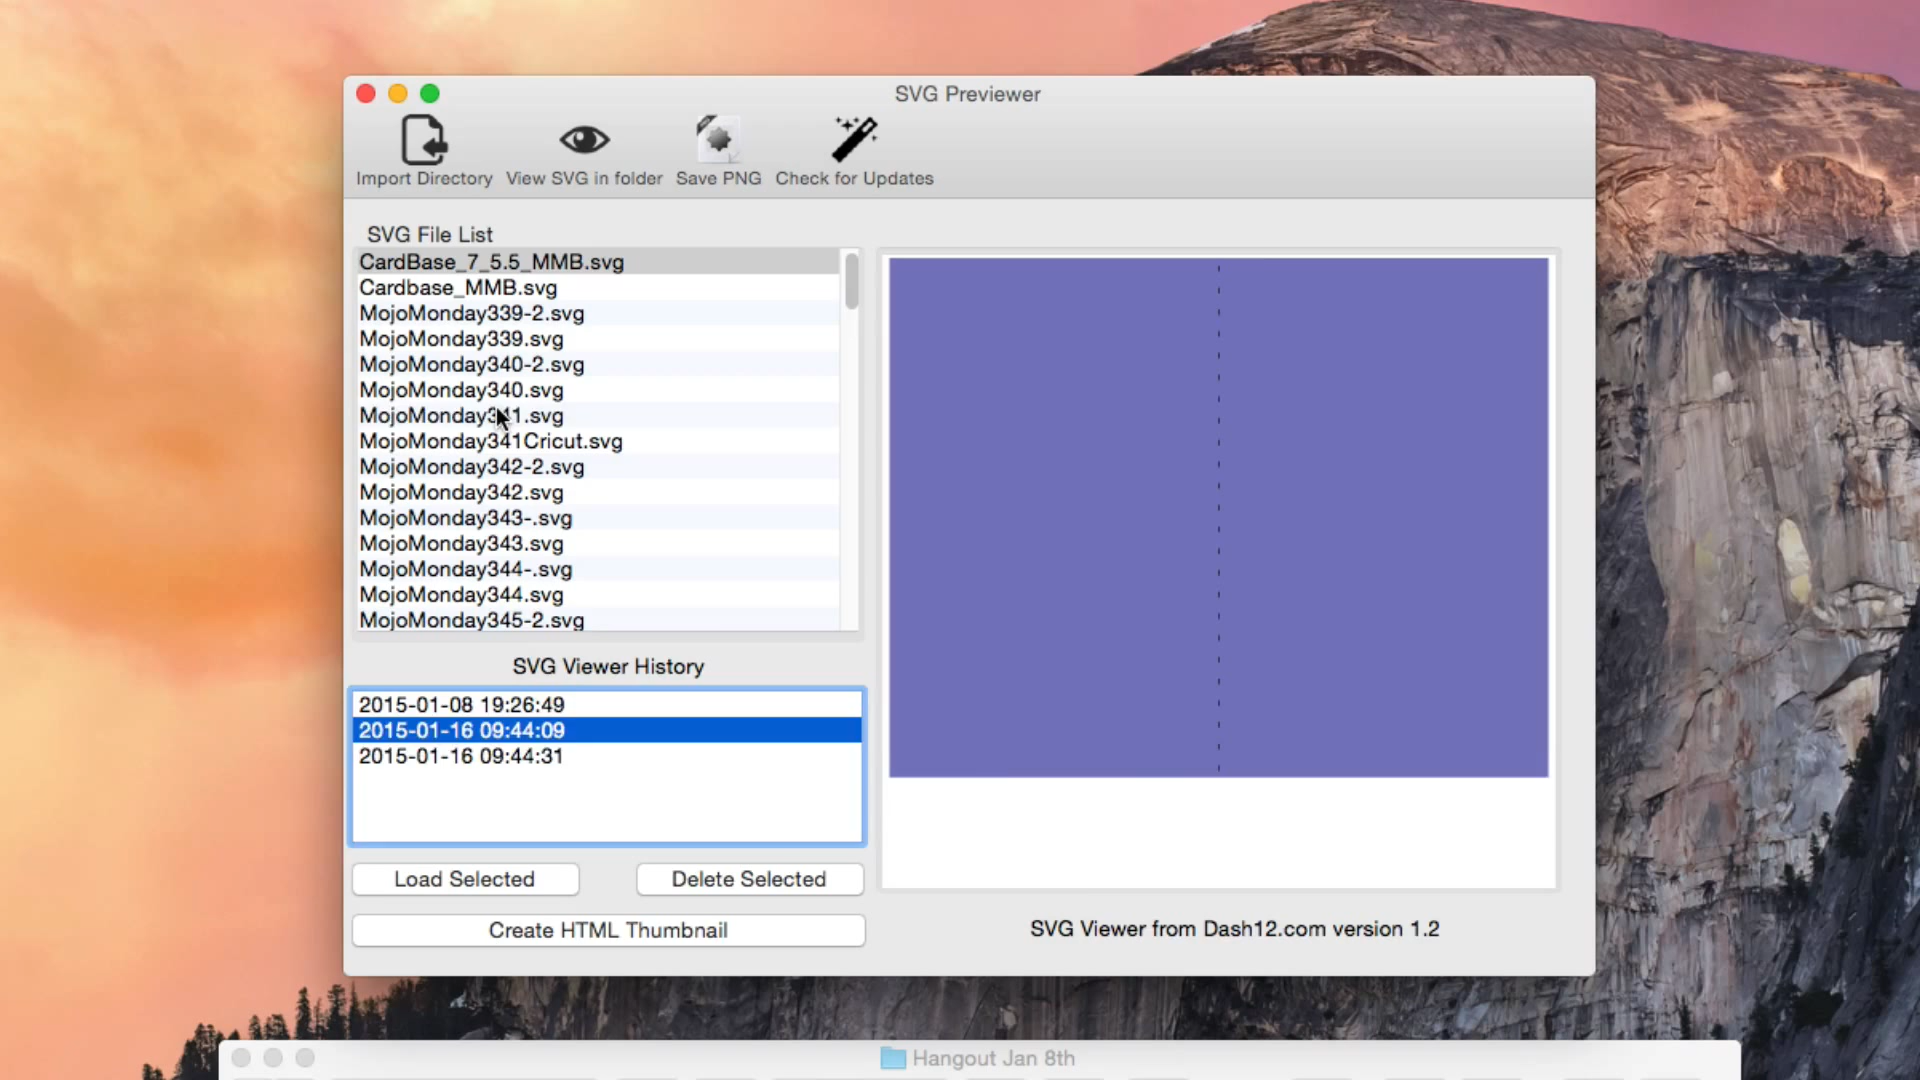 SVG Previewer
Import Directory View SVG in folder Save PNG Check for Updates
SVG File List
CardBase_7_5.5_MMB.svg
Cardbase_MMB.svg
MojoMonday339-2.svg
MojoMonday339.svg
MojoMonday340-2.svg
MojoMonday340.svg
MojoMonday341.svg
MojoMonday341Cricut.svg
MojoMonday342-2.svg
MojoMonday342.svg
MojoMonday343-.svg
MojoMonday343.svg
MojoMonday344-.svg
MojoMonday344.svg
MojoMonday345-2.svg
SVG Viewer History
2015-01-08 19:26:49
2015-01-16 09:44:09
2015-01-16 09:44:31
Load Selected Delete Selected
Create HTML Thumbnail
SVG Viewer from Dash12.com version 1.2
Hangout Jan 8th